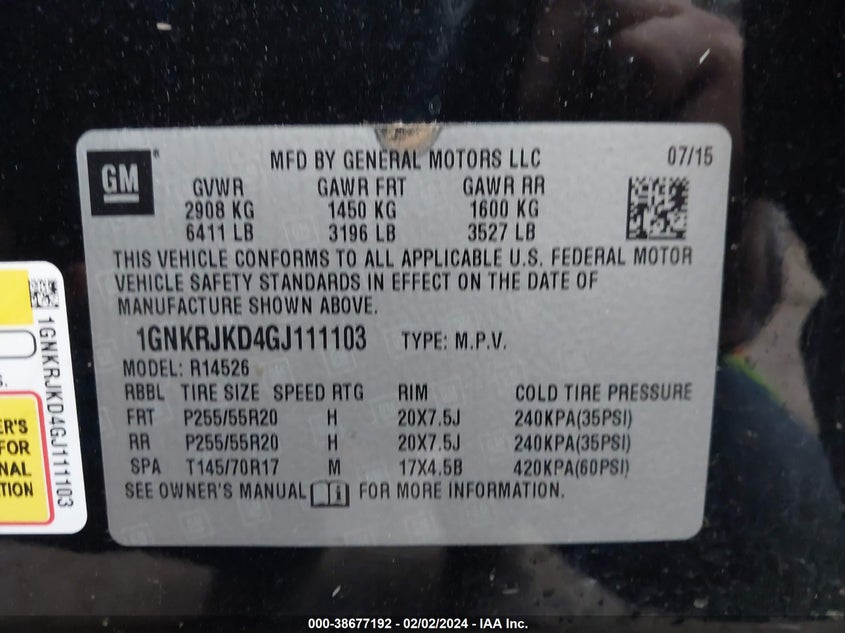 GM
MFD BY GENERAL MOTORS LLC 07/15
GVWR GAWR FRT GAWR RR
2908 KG 1450 KG 1600 KG
6411 LB 3196 LB 3527 LB
THIS VEHICLE CONFORMS TO ALL APPLICABLE U.S. FEDERAL MOTOR
VEHICLE SAFETY STANDARDS IN EFFECT ON THE DATE OF
MANUFACTURE SHOWN ABOVE.
1GNKRJKD4GJ111103 TYPE: M.P.V.
MODEL: R14526
RBBL TIRE SIZE SPEED RTG RIM COLD TIRE PRESSURE
FRT P255/55R20 H 20X7.5J 240KPA(35PSI)
RR P255/55R20 H 20X7.5J 240KPA(35PSI)
SPA T145/70R17 M 17X4.5B 420KPA(60PSI)
SEE OWNER'S MANUAL FOR MORE INFORMATION.
1GNKRJKD4GJ111103
S.
ER'S
FOR
NAL
TION
000-38677192 - 02/02/2024 - IAA Inc.